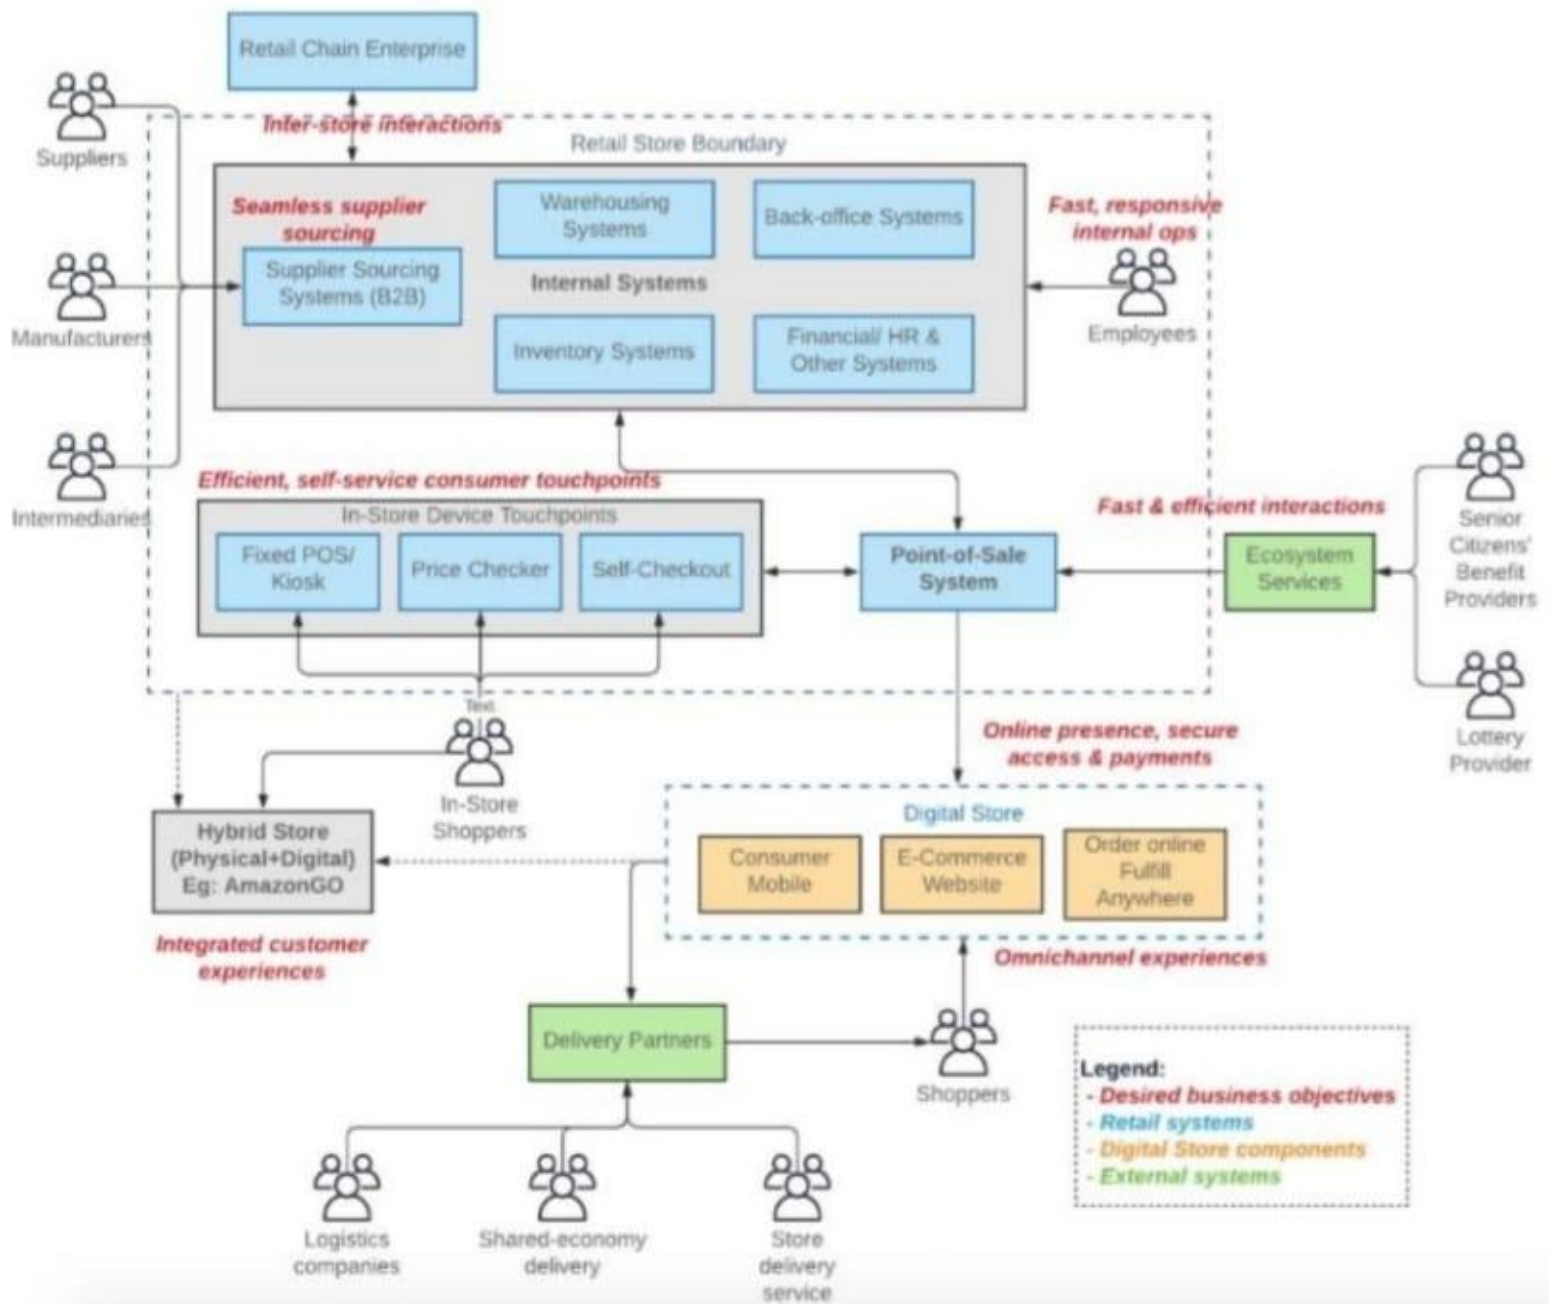 Retail Chain Enterprise
Suppliers
Infer-store interactions
Retail Store Boundary
Seamless supplier
sourcing
Warehousing
Systems
Back-office Systems
Fast, responsive
internal ops
Supplier Sourcing
Systems (B2B)
Internal Systems
Manufacturers
Employees
Inventory Systems
Financial/ HR &
Other Systems
Intermediaries
Efficient, self-service consumer touchpoints
In-Store Device Touchpoints
Fixed POS/
Kiosk
Price Checker
Self-Checkout
Point-of-Sale
System
Fast & efficient interactions
Ecosystem
Services
Senior
Citizens'
Benefit
Providers
Lottery
Provider
Text
In-Store
Shoppers
Online presence, secure
access & payments
Hybrid Store
(Physical+Digital)
Eg: AmazonGO
Integrated customer
experiences
Digital Store
Consumer
Mobile
E-Commerce
Website
Order online
Fulfill
Anywhere
Omnichannel experiences
Delivery Partners
Shoppers
Legend:
- Desired business objectives
- Retail systems
- Digital Store components
- External systems
Logistics
companies
Shared-economy
delivery
Store
delivery
service